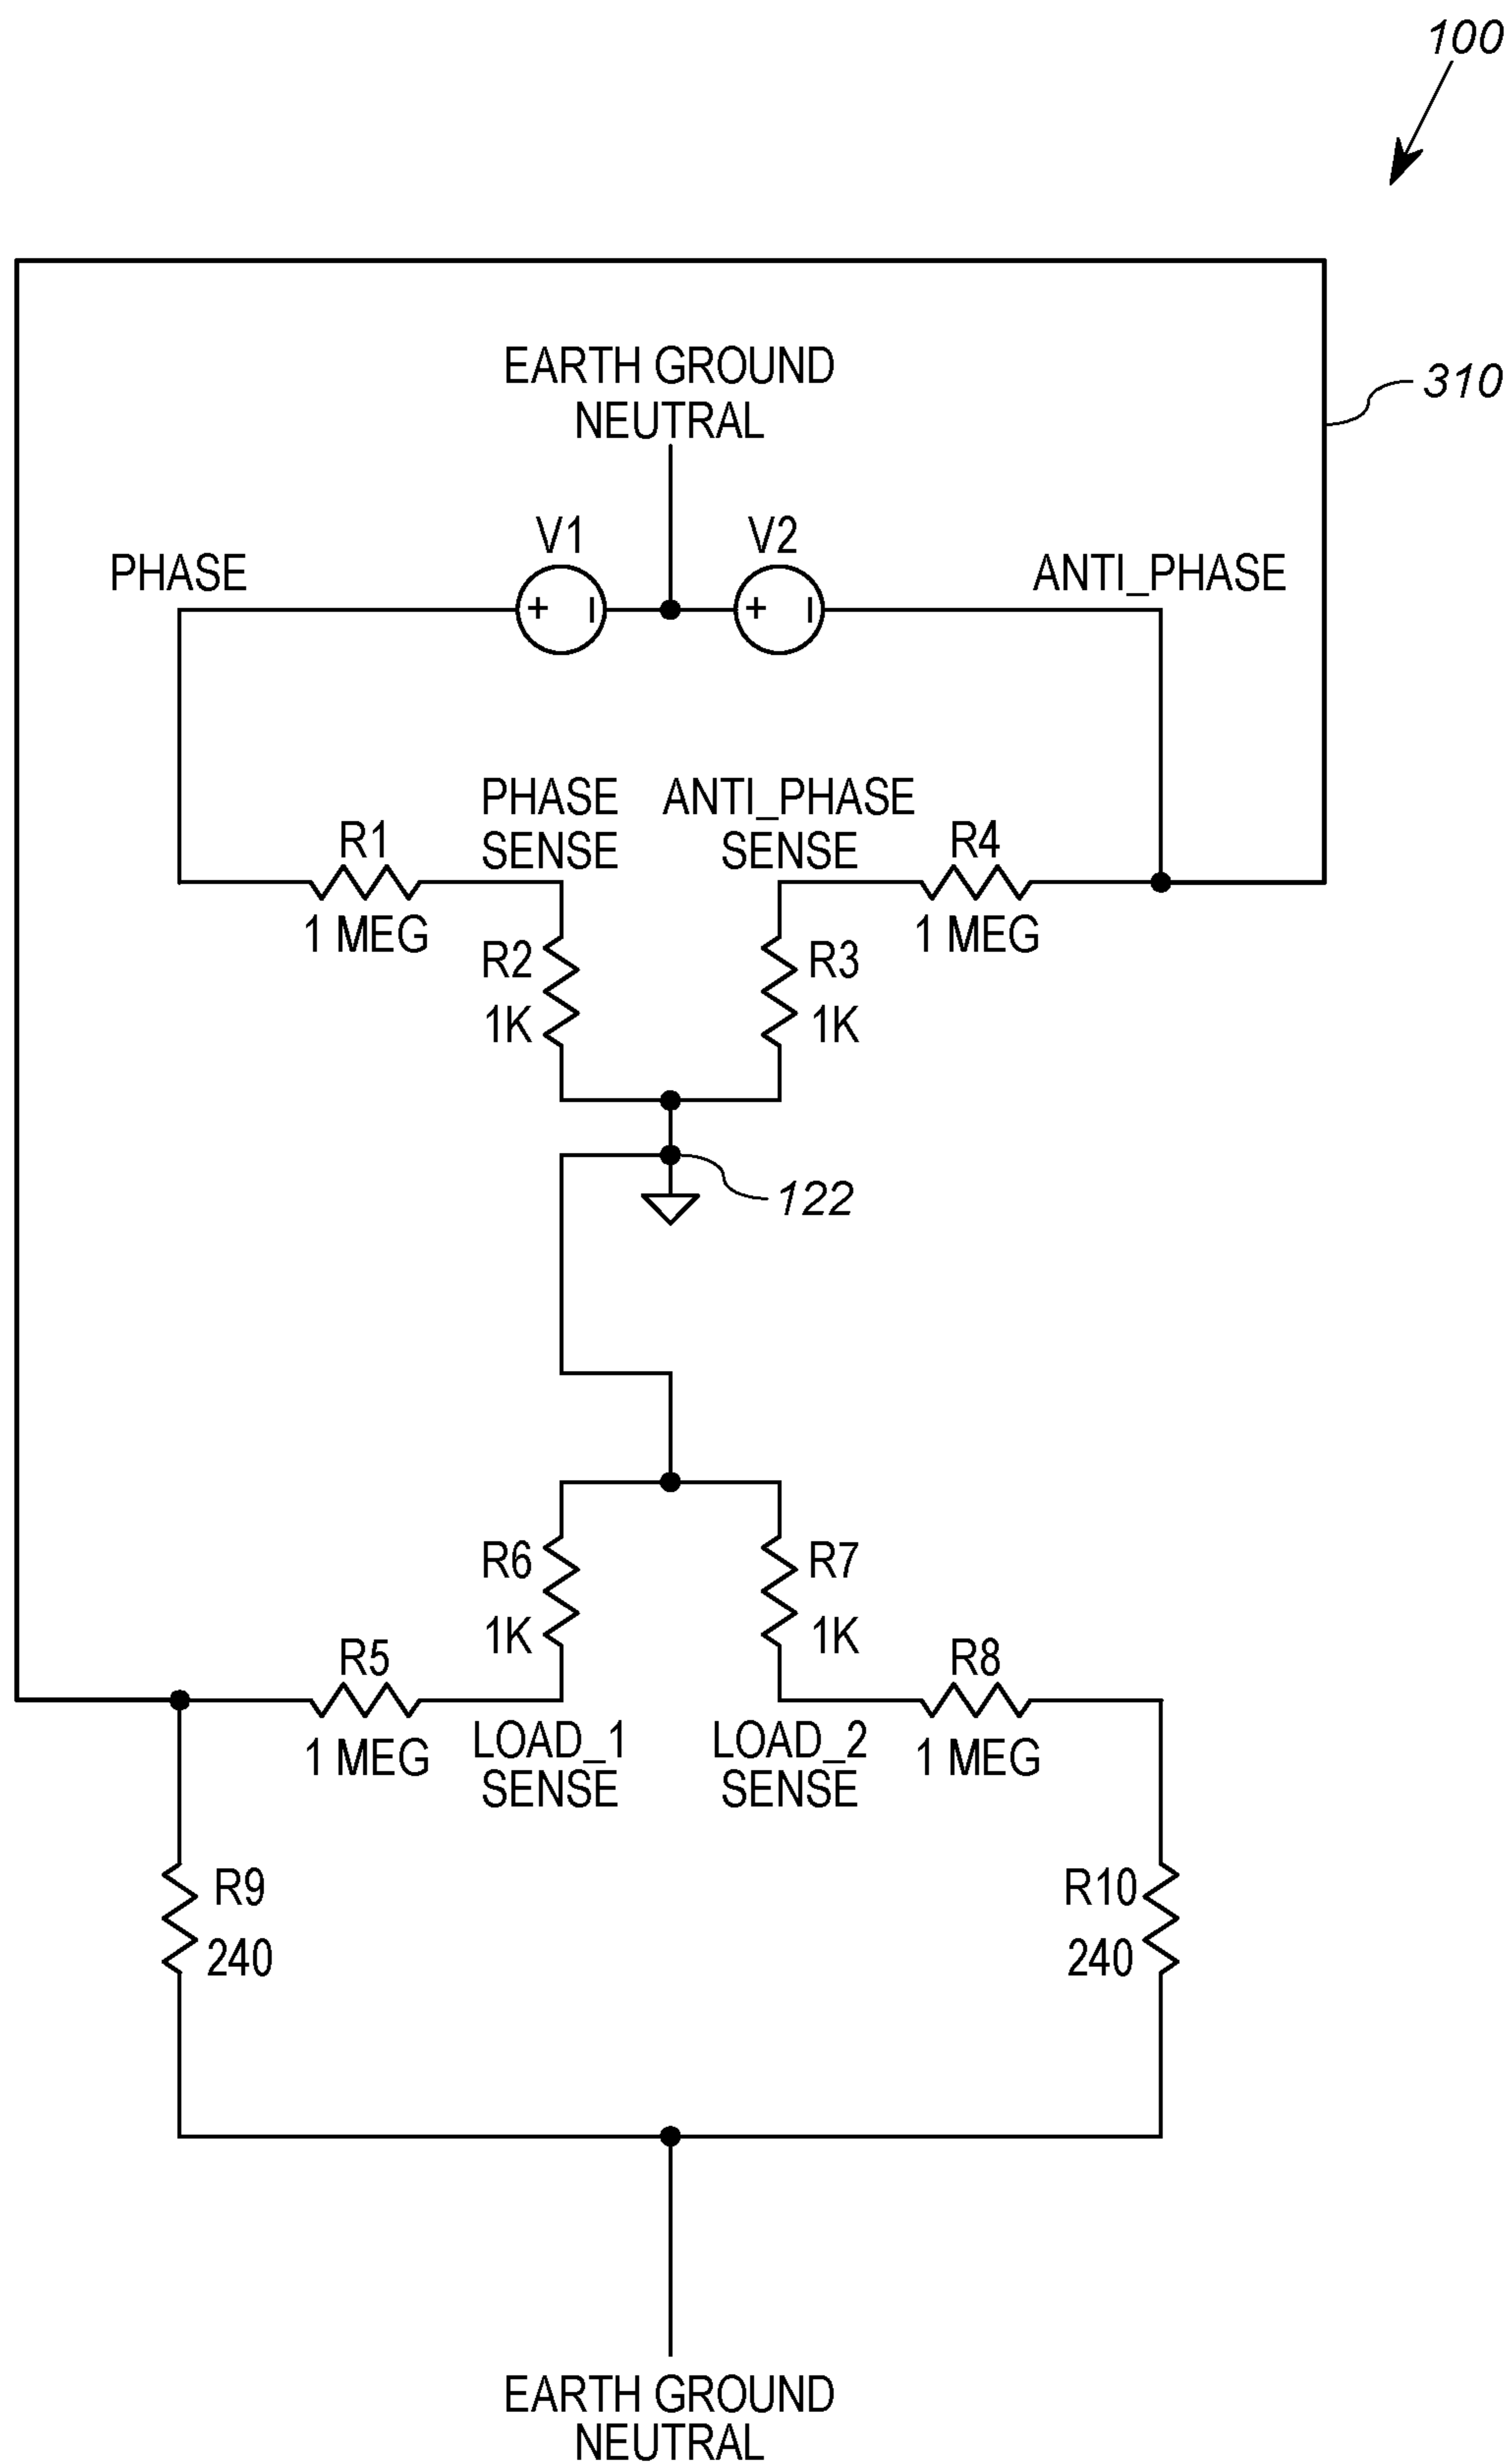 100
EARTH GROUND
NEUTRAL
310
V1
V2
PHASE
ANTI_PHASE
+ −
+ −
PHASE
SENSE
ANTI_PHASE
SENSE
R1
1 MEG
R4
1 MEG
R2
1K
R3
1K
122
R6
1K
R7
1K
R5
1 MEG
R8
1 MEG
LOAD_1
SENSE
LOAD_2
SENSE
R9
240
R10
240
EARTH GROUND
NEUTRAL